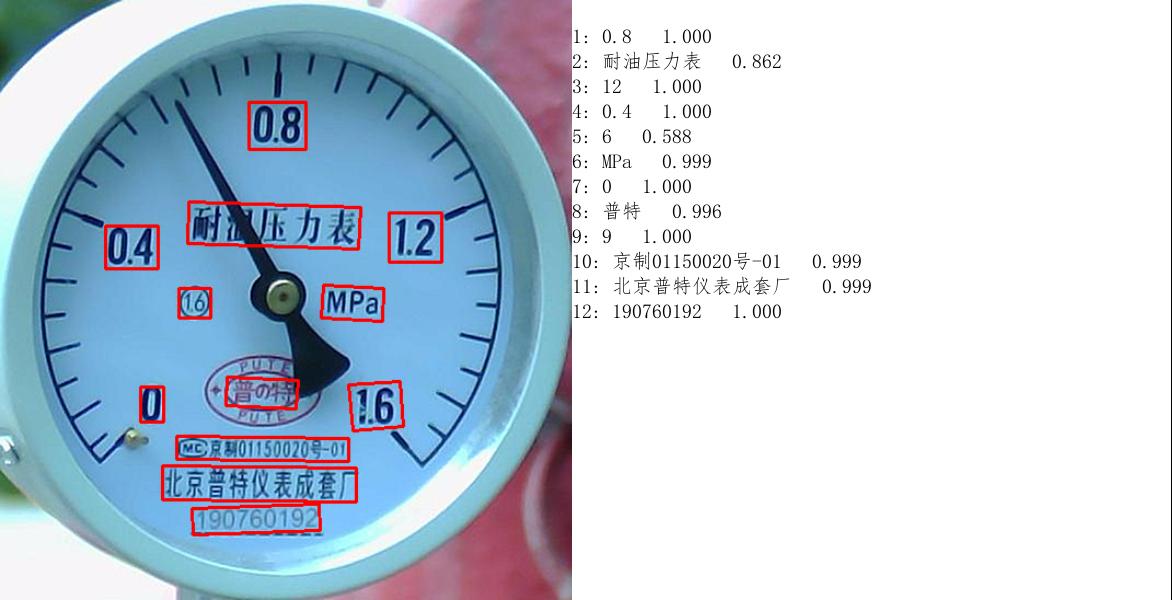 0.8
耐油压力表
0.4
1.2
1.6
MPa
PUTE
普の特
PUTE
0
1.6
MC 京制01150020号-01
北京普特仪表成套厂
190760192
1: 0.8 1.000
2: 耐油压力表 0.862
3: 12 1.000
4: 0.4 1.000
5: 6 0.588
6: MPa 0.999
7: 0 1.000
8: 普特 0.996
9: 9 1.000
10: 京制01150020号-01 0.999
11: 北京普特仪表成套厂 0.999
12: 190760192 1.000